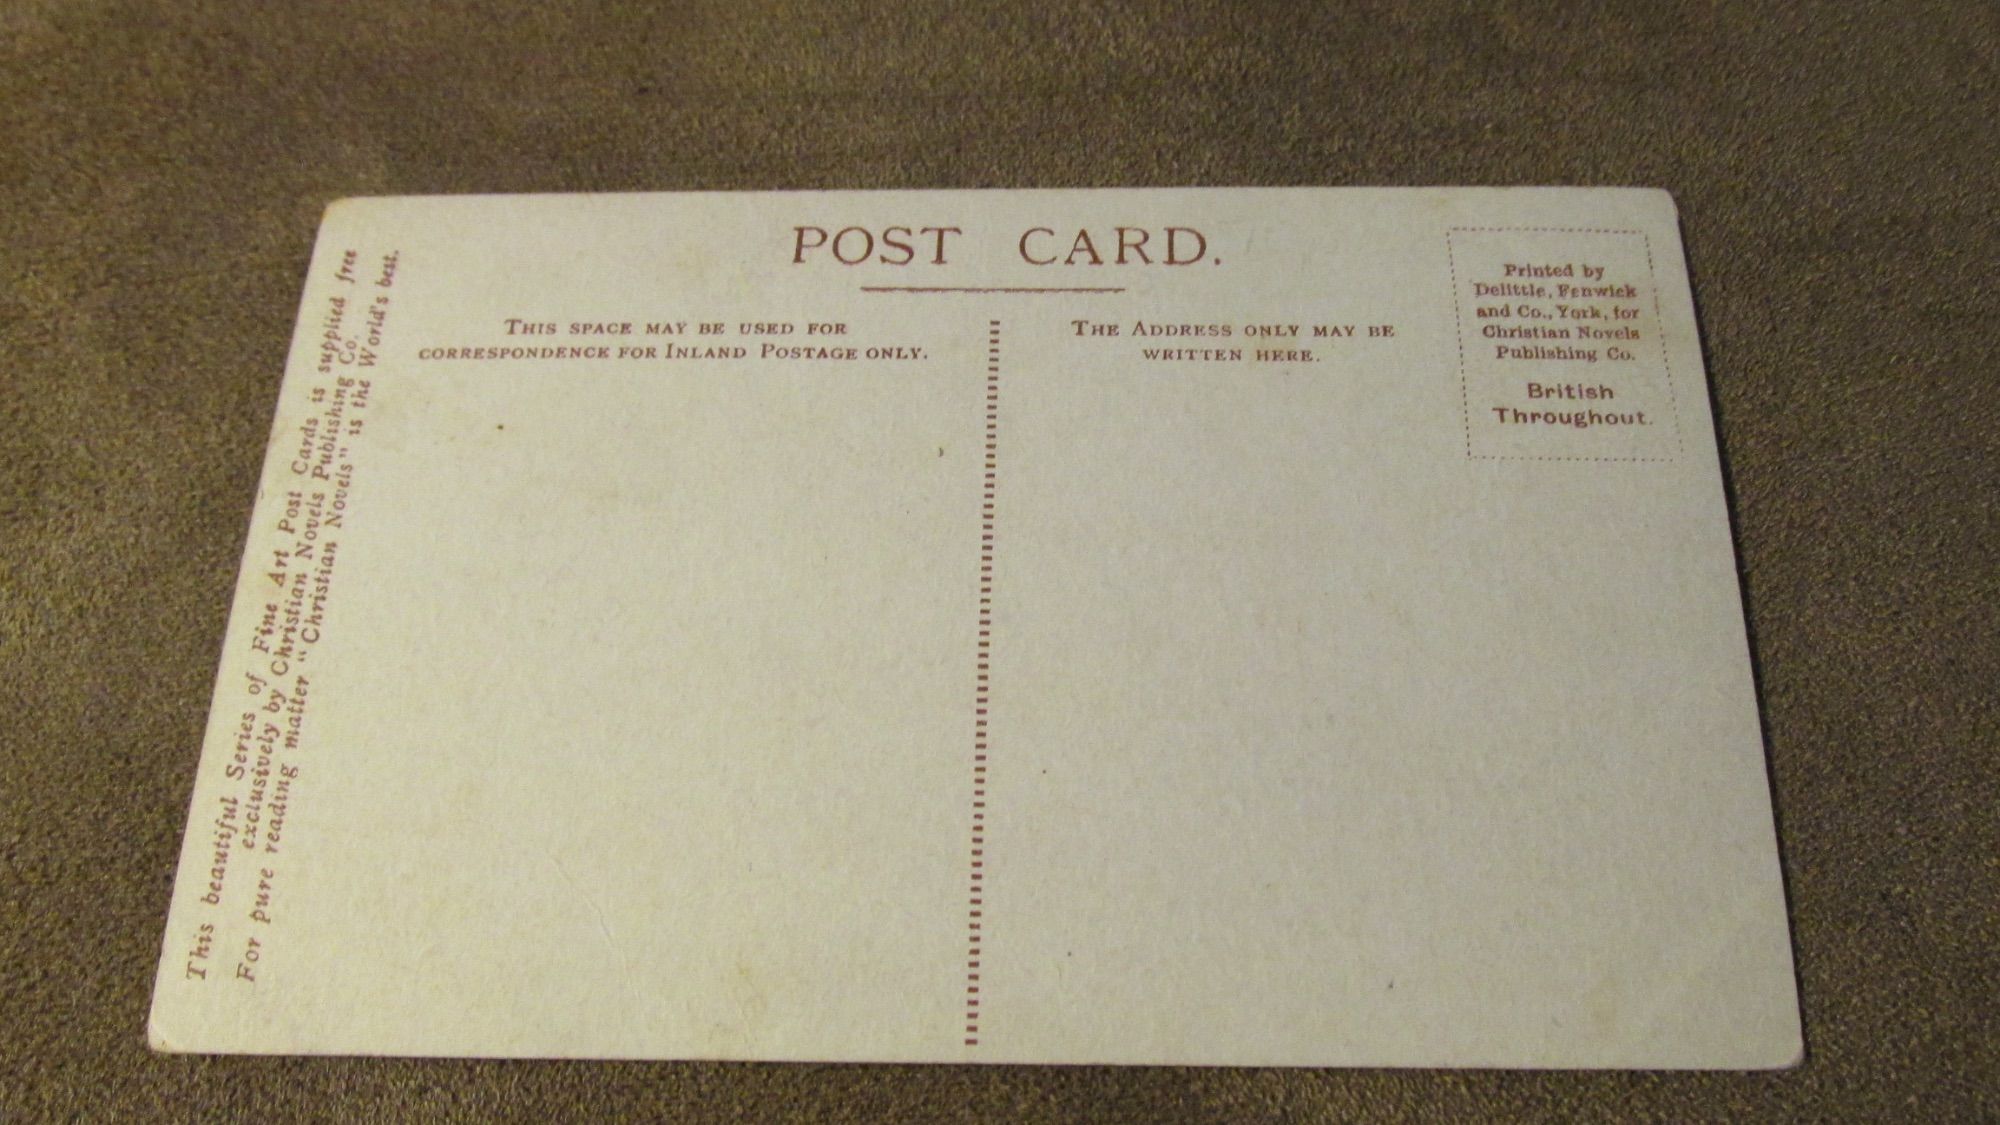 POST CARD.
THIS SPACE MAY BE USED FOR
CORRESPONDENCE FOR INLAND POSTAGE ONLY.
THE ADDRESS ONLY MAY BE
WRITTEN HERE.
Printed by
Delittle, Fenwick
and Co., York, for
Christian Novels
Publishing Co.
British
Throughout.
This beautiful Series of Fine Art Post Cards is supplied free
exclusively by Christian Novels Publishing Co.
For pure reading matter "Christian Novels" is the World's best.